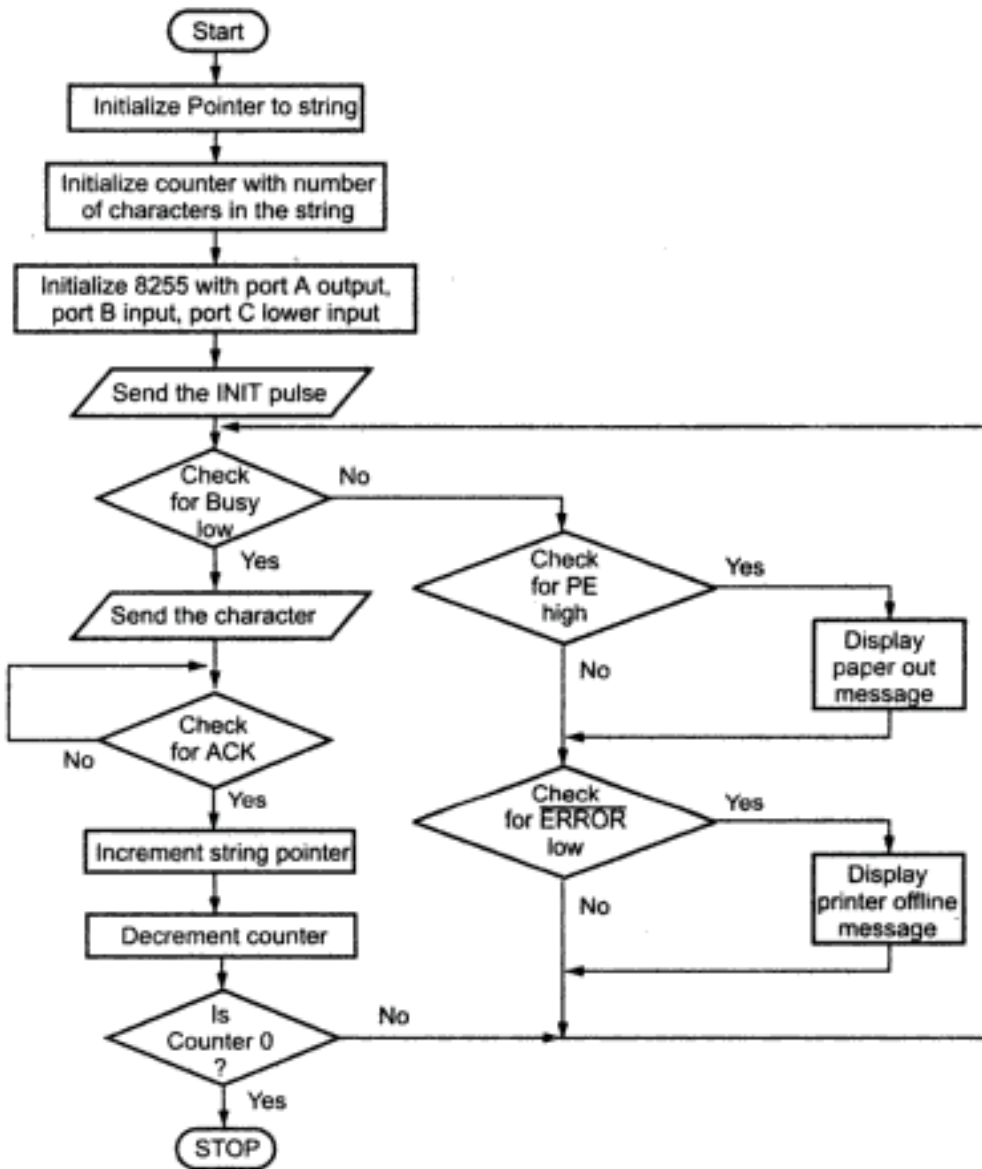 Start
Initialize Pointer to string
Initialize counter with number
of characters in the string
Initialize 8255 with port A output,
port B input, port C lower input
Send the INIT pulse
Check
for Busy
low
No
Yes
Check
for PE
high
Yes
No
Display
paper out
message
Send the character
Check
for ACK
No
Yes
Check
for E̅R̅R̅O̅R̅
low
Yes
No
Display
printer offline
message
Increment string pointer
Decrement counter
Is
Counter 0
?
No
Yes
STOP